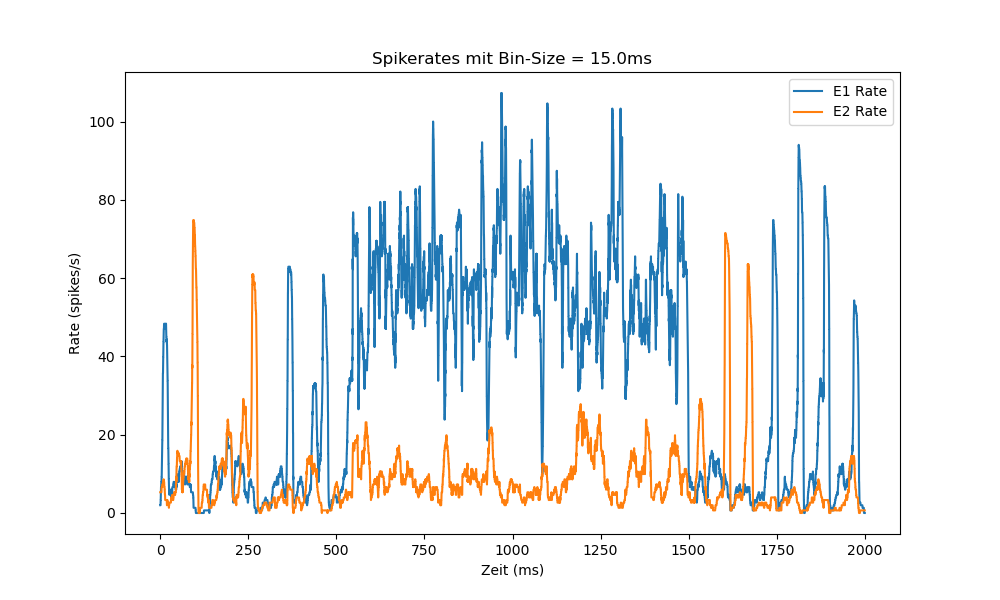 Spikerates mit Bin-Size = 15.0ms
E1 Rate
E2 Rate
100
80
60
40
20
0
Rate (spikes/s)
0 250 500 750 1000 1250 1500 1750 2000
Zeit (ms)